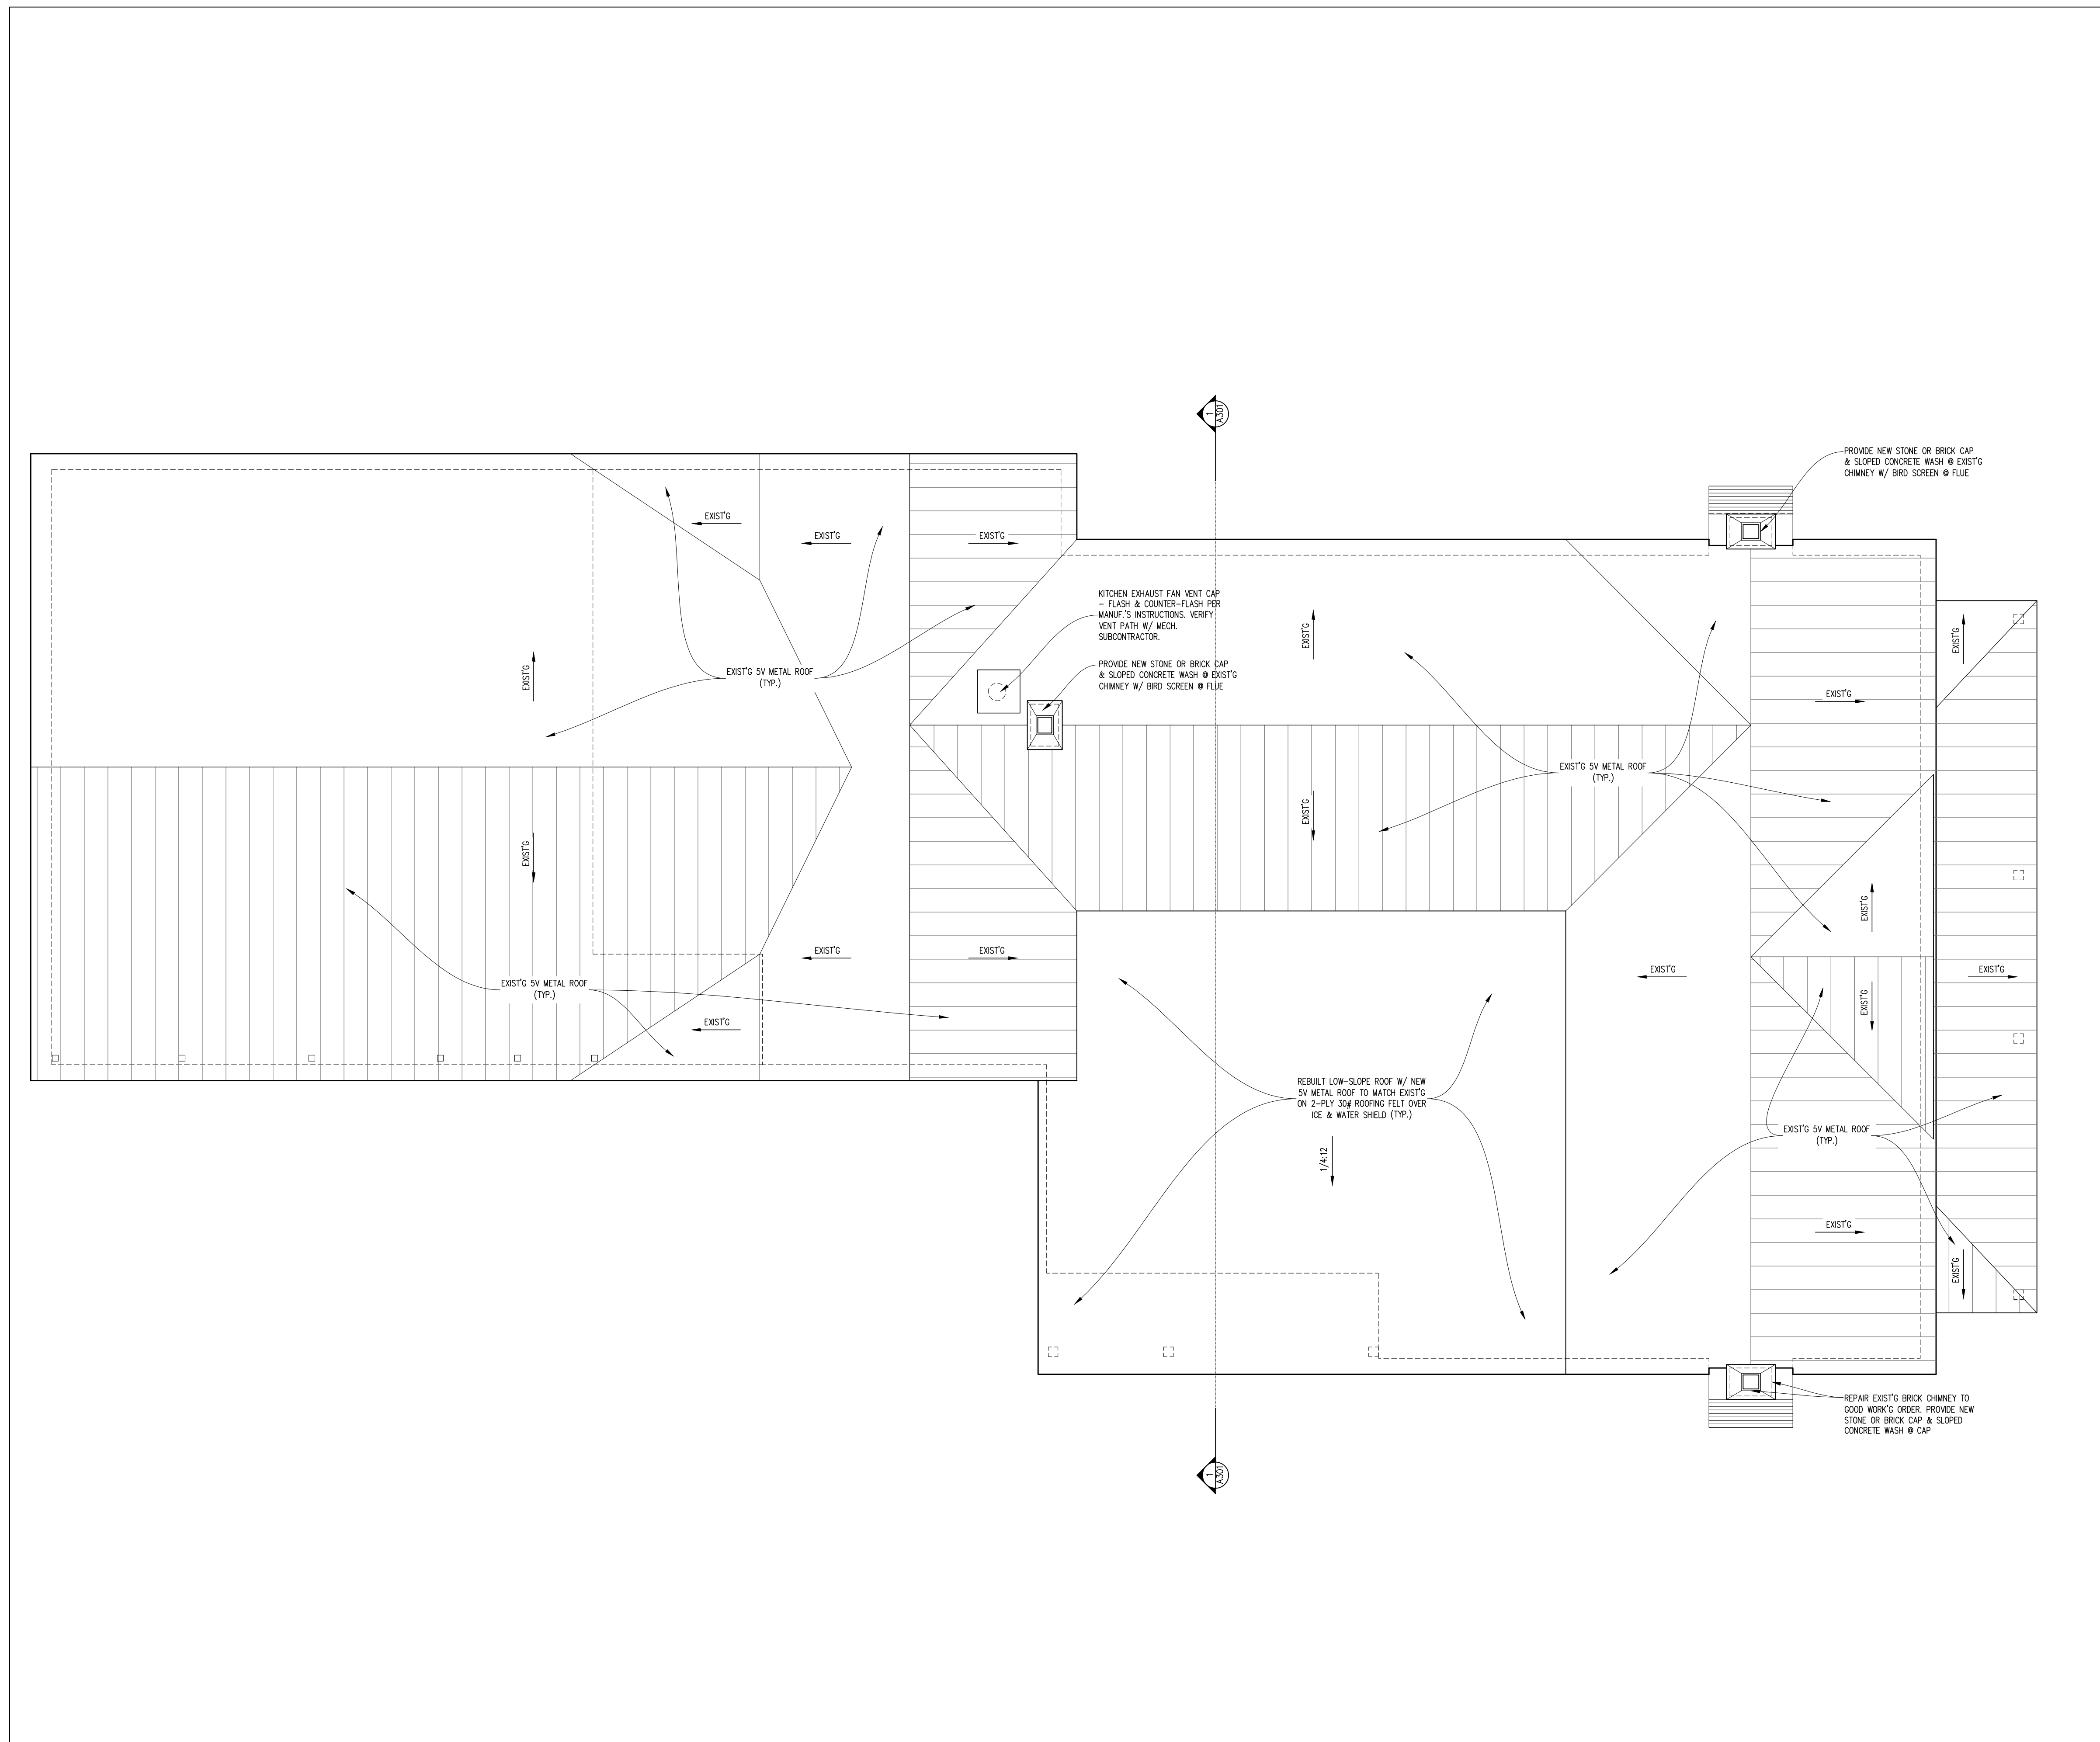 1
A301
PROVIDE NEW STONE OR BRICK CAP
& SLOPED CONCRETE WASH @ EXIST'G
CHIMNEY W/ BIRD SCREEN @ FLUE
EXIST'G
EXIST'G
EXIST'G
KITCHEN EXHAUST FAN VENT CAP
- FLASH & COUNTER-FLASH PER
MANUF.'S INSTRUCTIONS. VERIFY
VENT PATH W/ MECH.
SUBCONTRACTOR.
EXIST'G
EXIST'G
PROVIDE NEW STONE OR BRICK CAP
& SLOPED CONCRETE WASH @ EXIST'G
CHIMNEY W/ BIRD SCREEN @ FLUE
EXIST'G 5V METAL ROOF
(TYP.)
EXIST'G
EXIST'G
EXIST'G 5V METAL ROOF
(TYP.)
EXIST'G
EXIST'G
EXIST'G
EXIST'G
EXIST'G
EXIST'G
EXIST'G
EXIST'G
EXIST'G 5V METAL ROOF
(TYP.)
EXIST'G
EXIST'G
REBUILT LOW-SLOPE ROOF W/ NEW
5V METAL ROOF TO MATCH EXIST'G
ON 2-PLY 30# ROOFING FELT OVER
ICE & WATER SHIELD (TYP.)
EXIST'G 5V METAL ROOF
(TYP.)
1/4:12
EXIST'G
EXIST'G
REPAIR EXIST'G BRICK CHIMNEY TO
GOOD WORK'G ORDER. PROVIDE NEW
STONE OR BRICK CAP & SLOPED
CONCRETE WASH @ CAP
1
A301